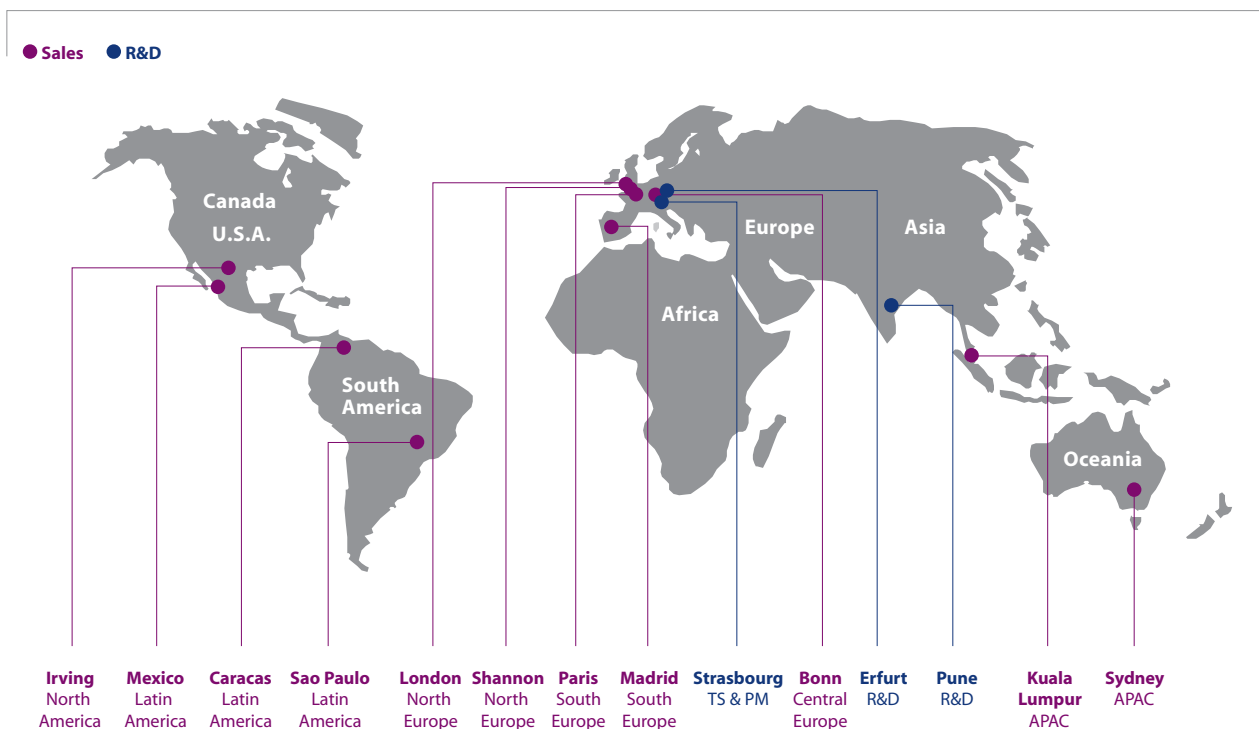 Sales R&D
Canada
U.S.A.
Europe
Asia
Africa
South
America
Oceania
Irving
North
America
Mexico
Latin
America
Caracas
Latin
America
Sao Paulo
Latin
America
London
North
Europe
Shannon
North
Europe
Paris
South
Europe
Madrid
South
Europe
Strasbourg
TS & PM
Bonn
Central
Europe
Erfurt
R&D
Pune
R&D
Kuala
Lumpur
APAC
Sydney
APAC